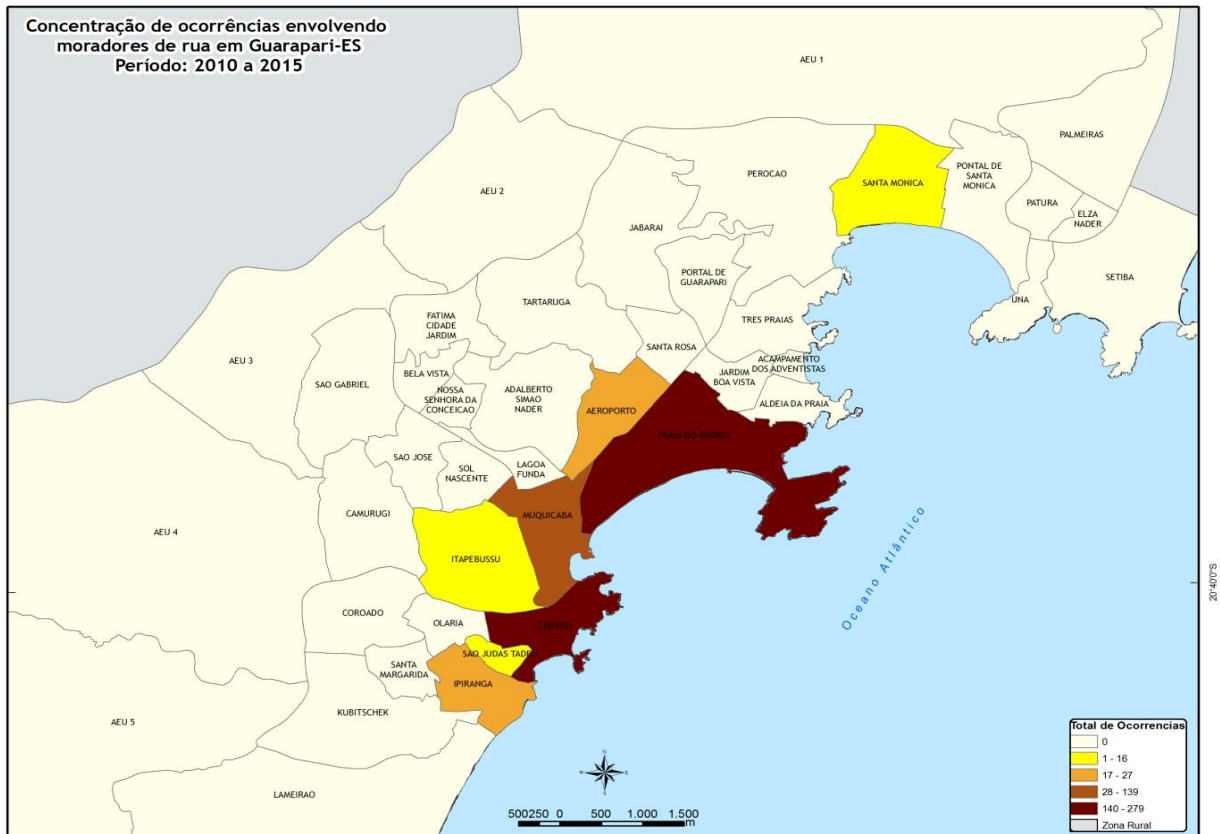 Concentração de ocorrências envolvendo
moradores de rua em Guarapari-ES
Período: 2010 a 2015
AEU 1
PALMEIRAS
PEROCAO
SANTA MONICA
PONTAL DE
SANTA
MONICA
AEU 2
PATURA
ELZA
NADER
JABARAI
SETIBA
PORTAL DE
GUARAPARI
UNA
TARTARUGA
FATIMA
CIDADE
JARDIM
TRES PRAIAS
SANTA ROSA
AEU 3
ACAMPAMENTO
DOS ADVENTISTAS
BELA VISTA
JARDIM
BOA VISTA
SAO GABRIEL
NOSSA
SENHORA DA
CONCEICAO
ADALBERTO
SIMAO
NADER
ALDEIA DA PRAIA
AEROPORTO
PRAIA DO MORRO
SAO JOSE
SOL
NASCENTE
LAGOA
FUNDA
CAMURUGI
MUQUICABA
AEU 4
ITAPEBUSSU
Oceano Atlântico
20°40'0"S
COROADO
OLARIA
CENTRO
SAO JUDAS TADEU
SANTA
MARGARIDA
IPIRANGA
KUBITSCHEK
AEU 5
LAMEIRAO
N
W
E
S
500250 0 500 1.000 1.500
m
Total de Ocorrencias
0
1 - 16
17 - 27
28 - 139
140 - 279
Zona Rural